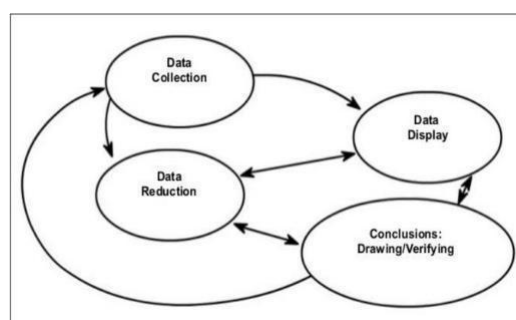 Data
Collection
Data
Display
Data
Reduction
Conclusions:
Drawing/Verifying